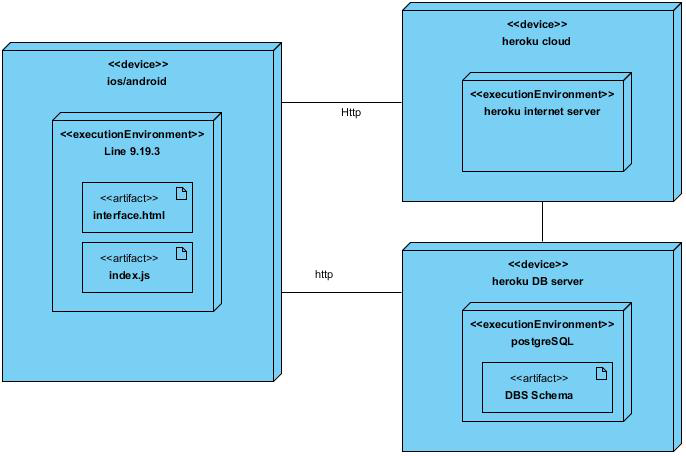 <<device>>
ios/android
<<executionEnvironment>>
Line 9.19.3
<<artifact>>
interface.html
<<artifact>>
index.js
Http
http
<<device>>
heroku cloud
<<executionEnvironment>>
heroku internet server
<<device>>
heroku DB server
<<executionEnvironment>>
postgreSQL
<<artifact>>
DBS Schema